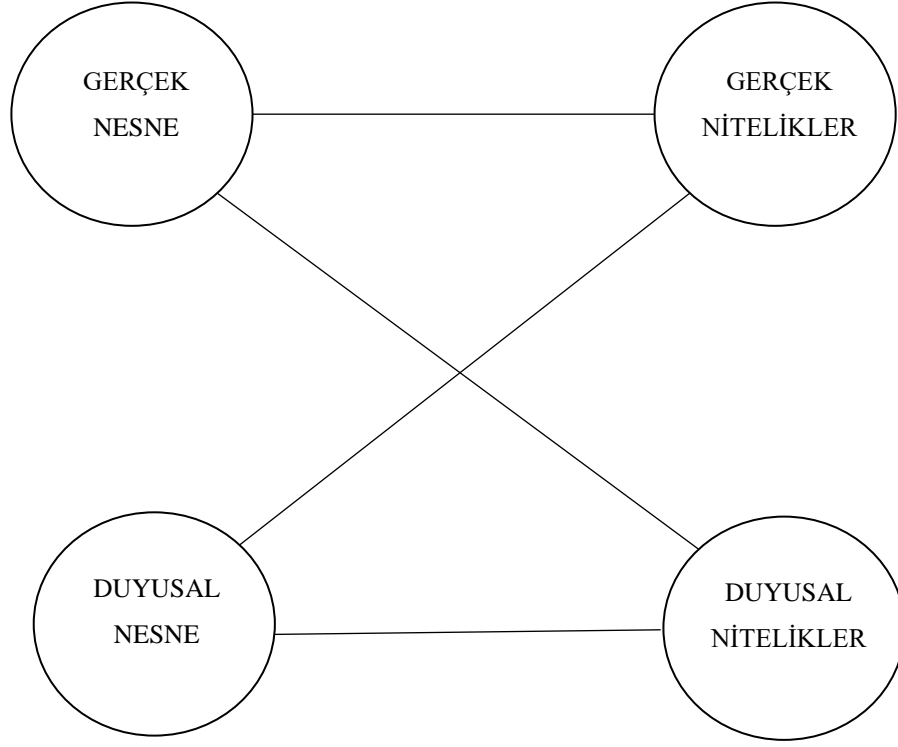 GERÇEK
NESNE
GERÇEK
NİTELİKLER
DUYUSAL
NESNE
DUYUSAL
NİTELİKLER